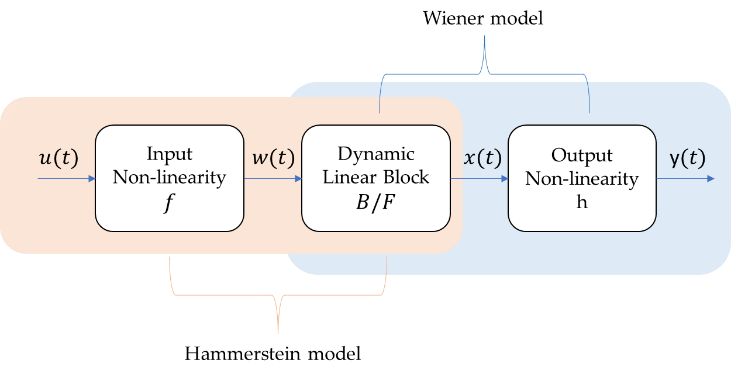 Wiener model
u(t)
Input
Non-linearity
f
w(t)
Dynamic
Linear Block
B/F
x(t)
Output
Non-linearity
h
y(t)
Hammerstein model